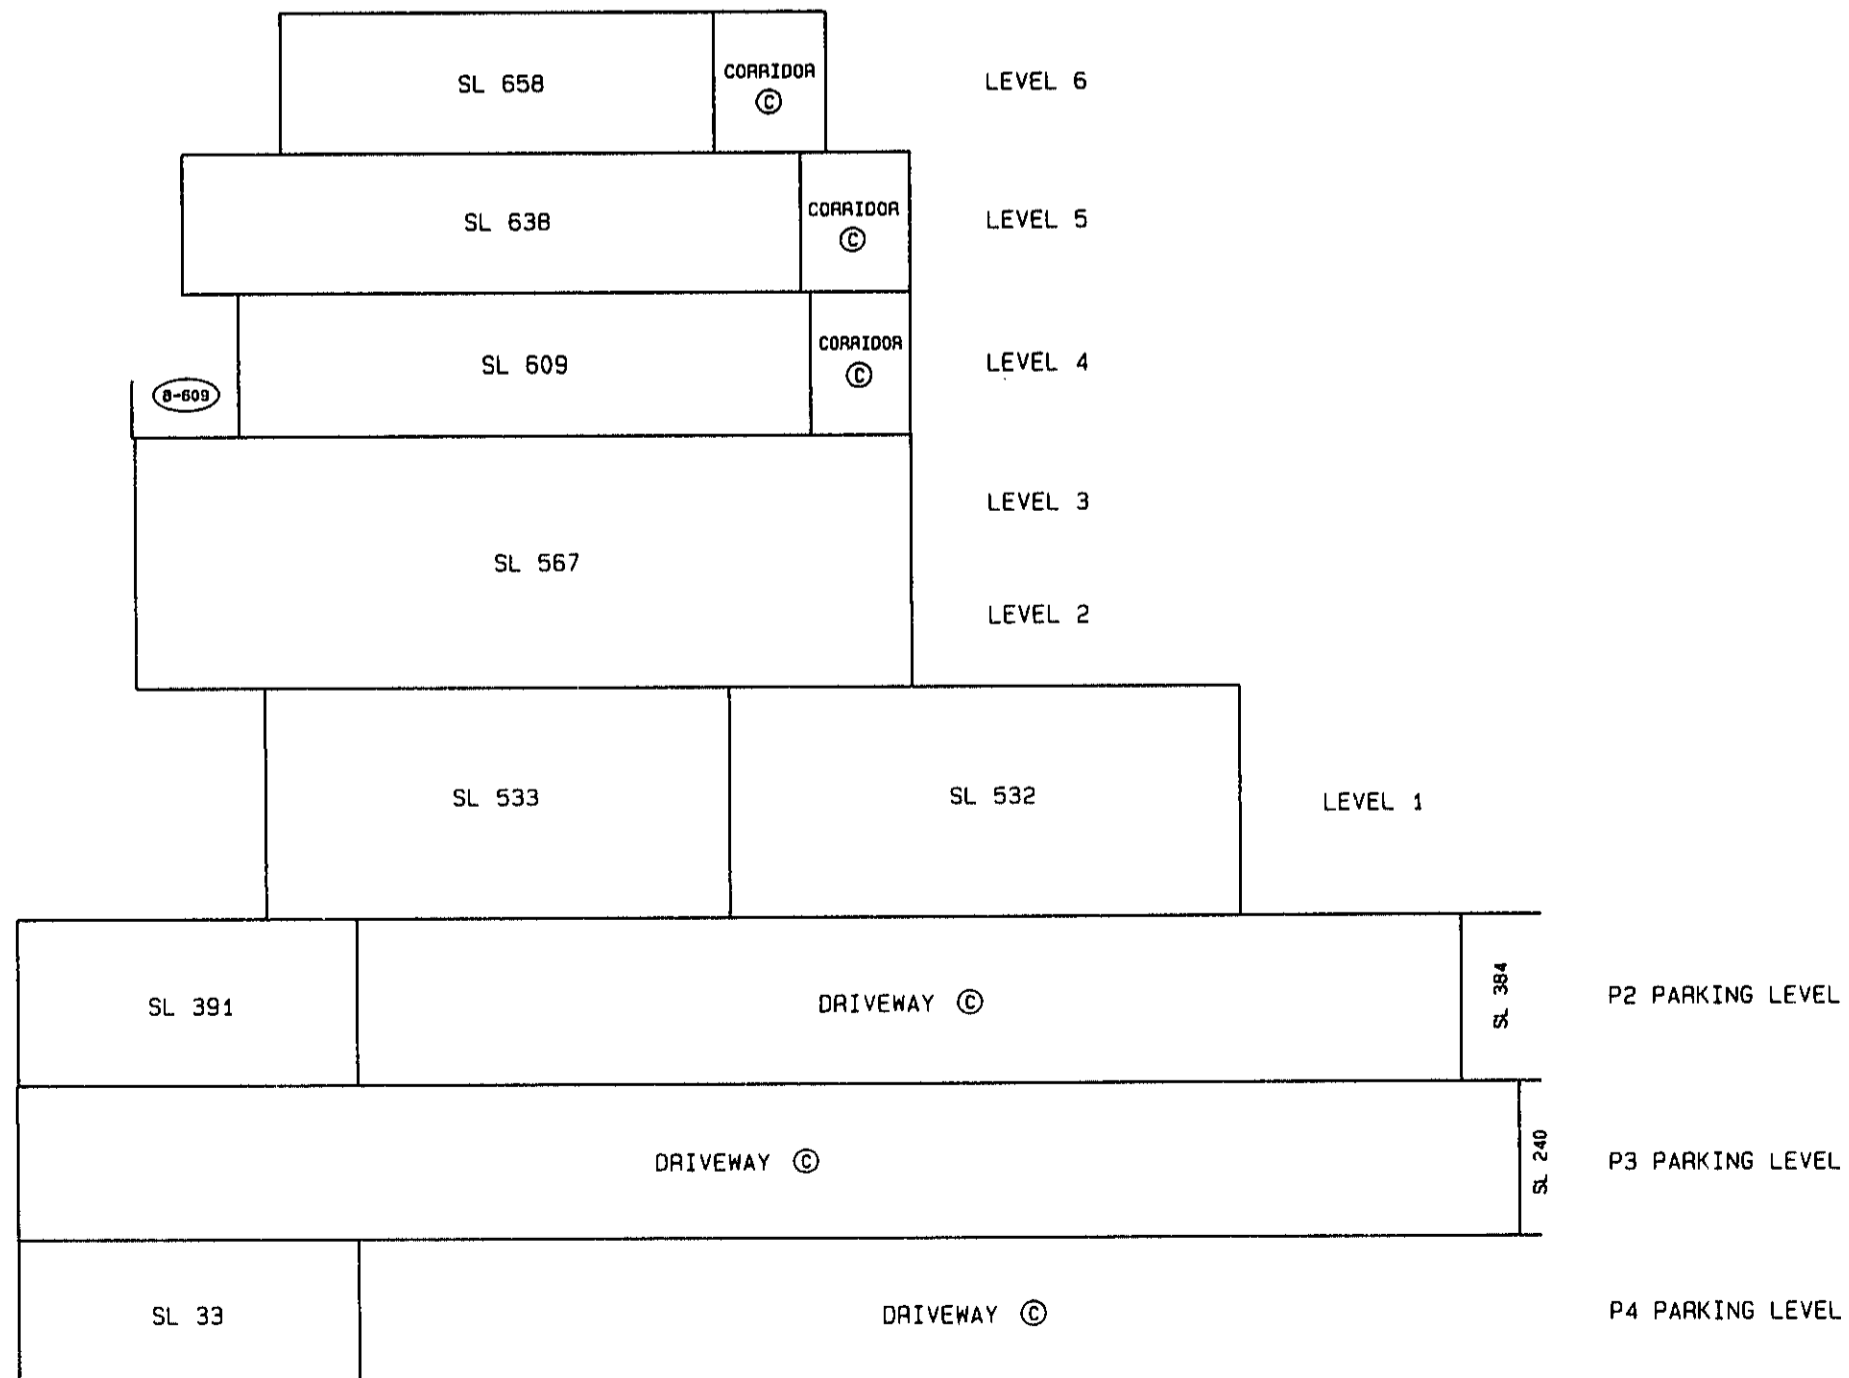 SL 658
CORRIDOR
C
LEVEL 6
SL 638
CORRIDOR
C
LEVEL 5
SL 609
CORRIDOR
C
LEVEL 4
B-609
LEVEL 3
SL 567
LEVEL 2
SL 533
SL 532
LEVEL 1
SL 391
DRIVEWAY C
SL 384
P2 PARKING LEVEL
DRIVEWAY C
SL 240
P3 PARKING LEVEL
SL 33
DRIVEWAY C
P4 PARKING LEVEL